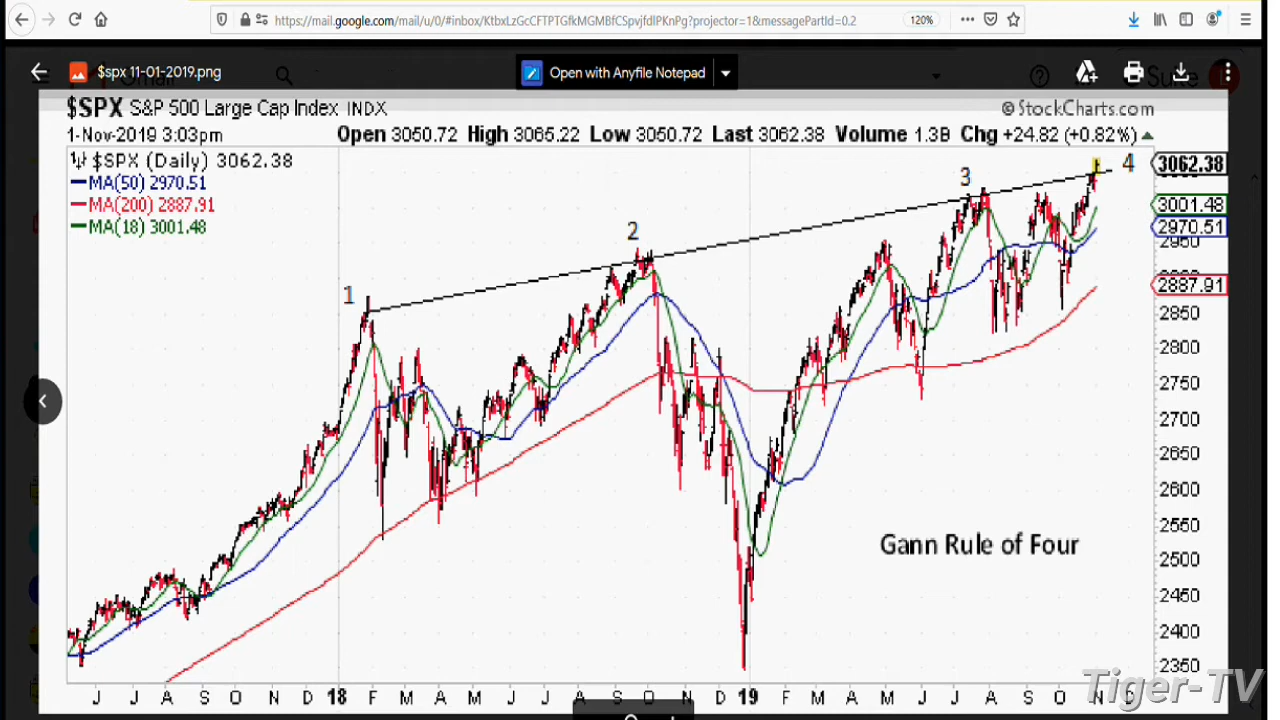 https://mail.google.com/mail/u/0/#inbox/KtbxLzGcCFTPTGfkMGMBfCSpvjfdlPKnPg?projector=1&messagePartId=0.2
120%
$spx 11-01-2019.png
Open with Anyfile Notepad
$SPX S&P 500 Large Cap Index INDX
© StockCharts.com
1-Nov-2019 3:03pm
Open 3050.72 High 3065.22 Low 3050.72 Last 3062.38 Volume 1.3B Chg +24.82 (+0.82%)
$SPX (Daily) 3062.38
MA(50) 2970.51
MA(200) 2887.91
MA(18) 3001.48
1
2
3
4
3062.38
3001.48
2970.51
2950
2887.91
2850
2800
2750
2700
2650
2600
2550
2500
2450
2400
2350
Gann Rule of Four
J J A S O N D 18 F M A M J J A S O N D 19 F M A M J J A S O N D
Tiger-TV